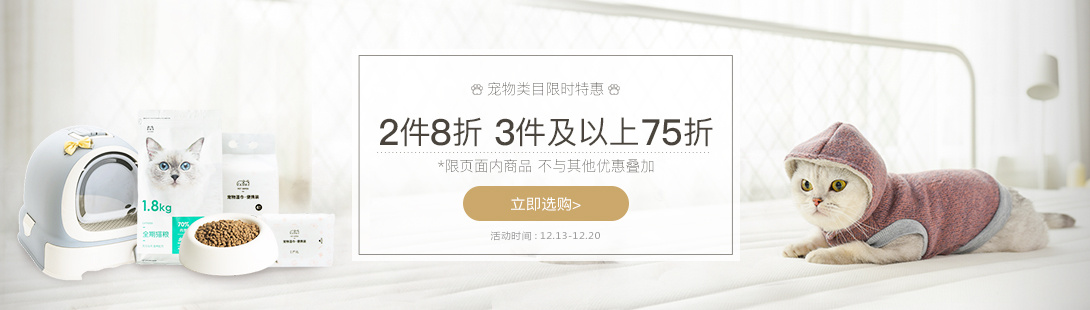 宠物类目限时特惠
2件8折 3件及以上75折
*限页面内商品 不与其他优惠叠加
立即选购>
活动时间：12.13-12.20
1.8kg
70%
全期猫粮